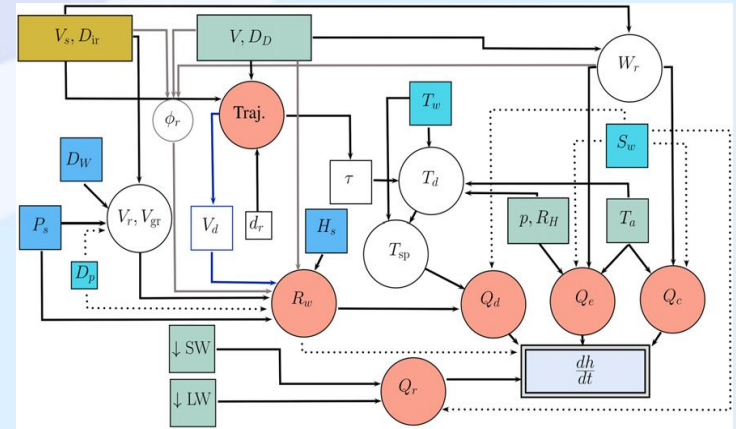 V_s, D_ir
V, D_D
W_r
ϕ_r
Traj.
T_w
S_w
D_W
τ
T_d
P_s
V_r, V_gr
V_d
d_r
H_s
p, R_H
T_a
T_sp
D_p
R_w
Q_d
Q_e
Q_c
↓ SW
↓ LW
Q_r
dh
dt